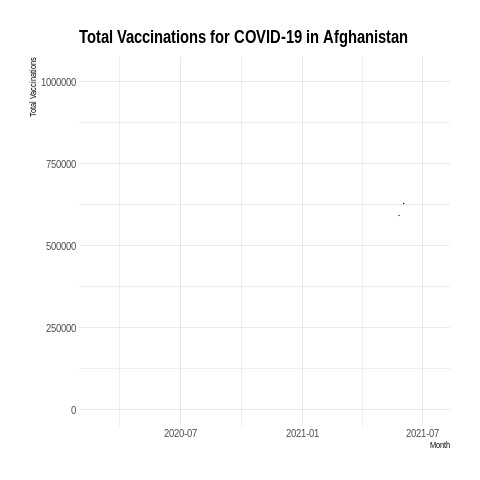 Total Vaccinations for COVID-19 in Afghanistan
Total Vaccinations
1000000
750000
500000
250000
0
2020-07
2021-01
2021-07
Month